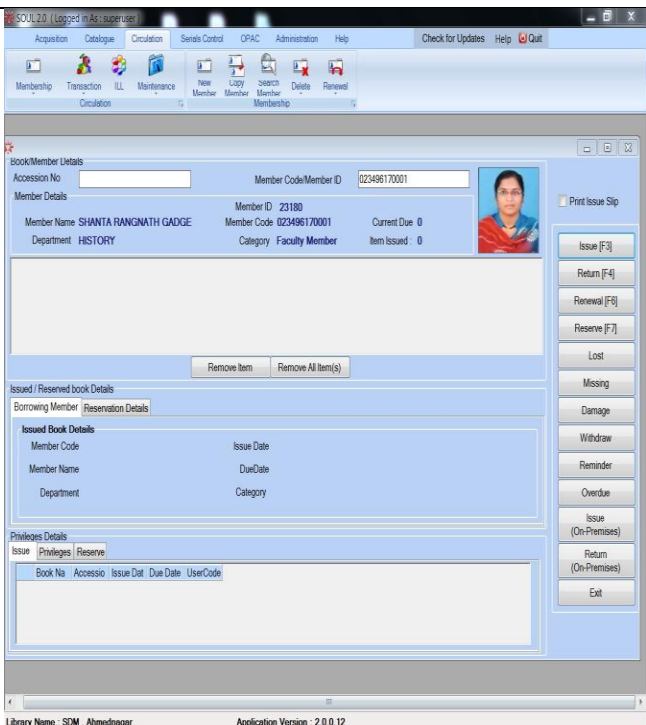 SOUL 2.0 ( Logged in As : superuser )
Acquisition Catalogue Circulation Serials Control OPAC Administration Help Check for Updates Help Quit
Membership Transaction ILL Maintenance New Member Copy Member Search Member Delete Renewal
Circulation Membership
Book/Member Details
Accession No Member Code/Member ID 023496170001
Print Issue Slip
Member Details
Member ID 23180
Member Name SHANTA RANGNATH GADGE Member Code 023496170001 Current Due 0
Department HISTORY Category Faculty Member Item Issued : 0
Issue [F3]
Return [F4]
Renewal [F6]
Reserve [F7]
Lost
Remove Item Remove All Item(s)
Missing
Issued / Reserved book Details
Borrowing Member Reservation Details
Damage
Issued Book Details
Member Code Issue Date
Withdraw
Member Name DueDate
Reminder
Department Category
Overdue
Issue
(On-Premises)
Privileges Details
Issue Privileges Reserve
Return
(On-Premises)
Book Na Accessio Issue Dat Due Date UserCode
Exit
Library Name : SDM , Ahmednagar Application Version : 2.0.0.12